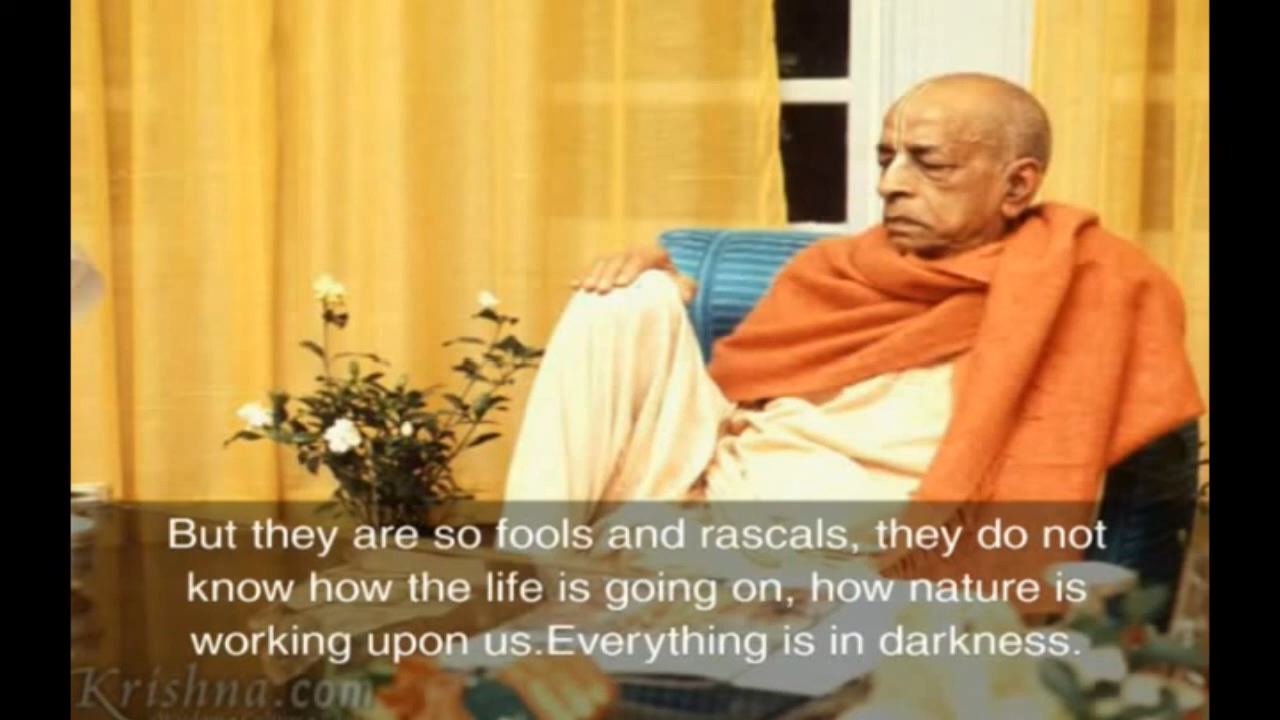 But they are so fools and rascals, they do not
know how the life is going on, how nature is
working upon us.Everything is in darkness.
Krishna.com